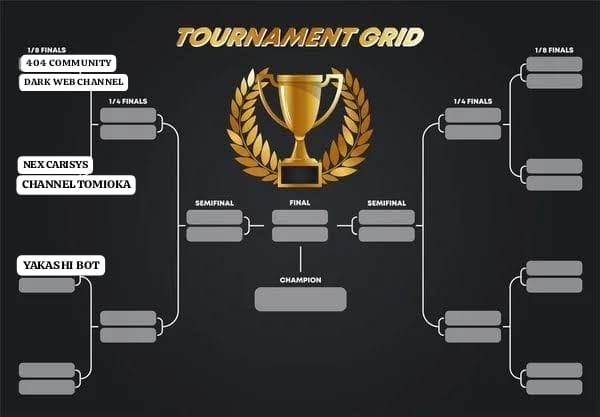 TOURNAMENT GRID
1/8 FINALS
1/8 FINALS
404 COMMUNITY
DARK WEB CHANNEL
1/4 FINALS
1/4 FINALS
NEX CARISYS
CHANNEL TOMIOKA
SEMIFINAL
FINAL
SEMIFINAL
YAKASHI BOT
CHAMPION